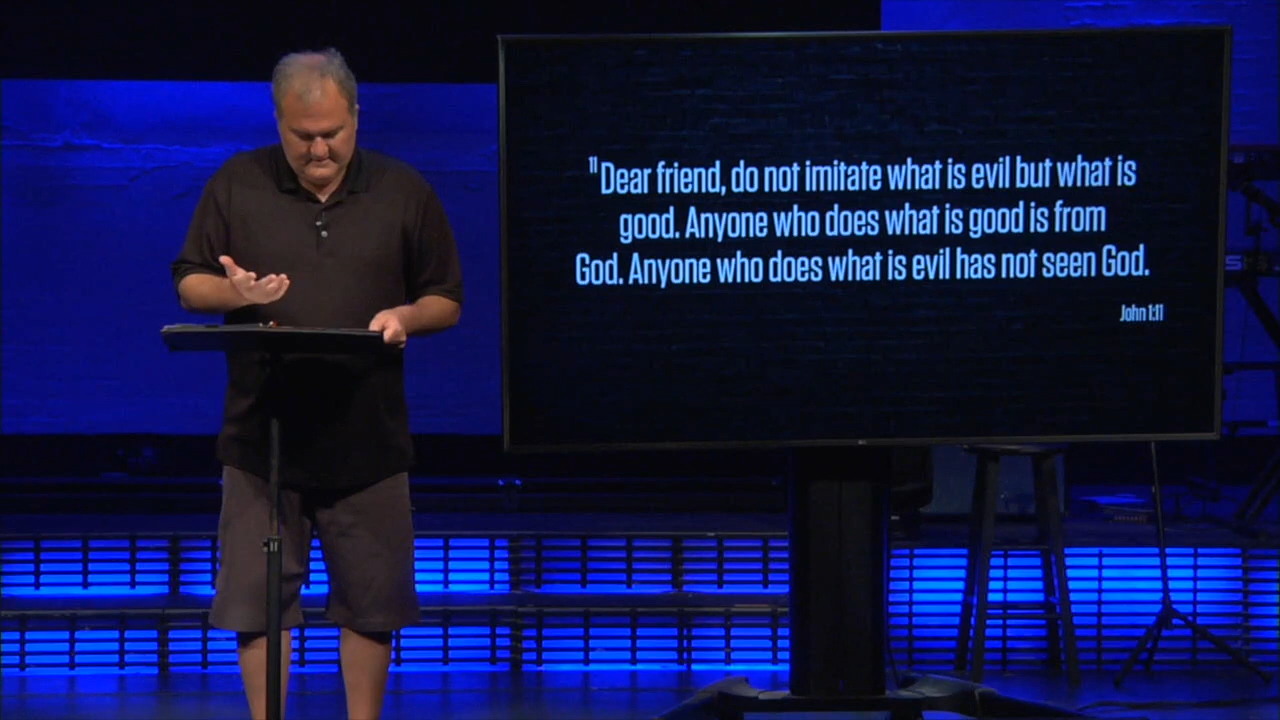 11 Dear friend, do not imitate what is evil but what is
good. Anyone who does what is good is from
God. Anyone who does what is evil has not seen God.
John 1:11